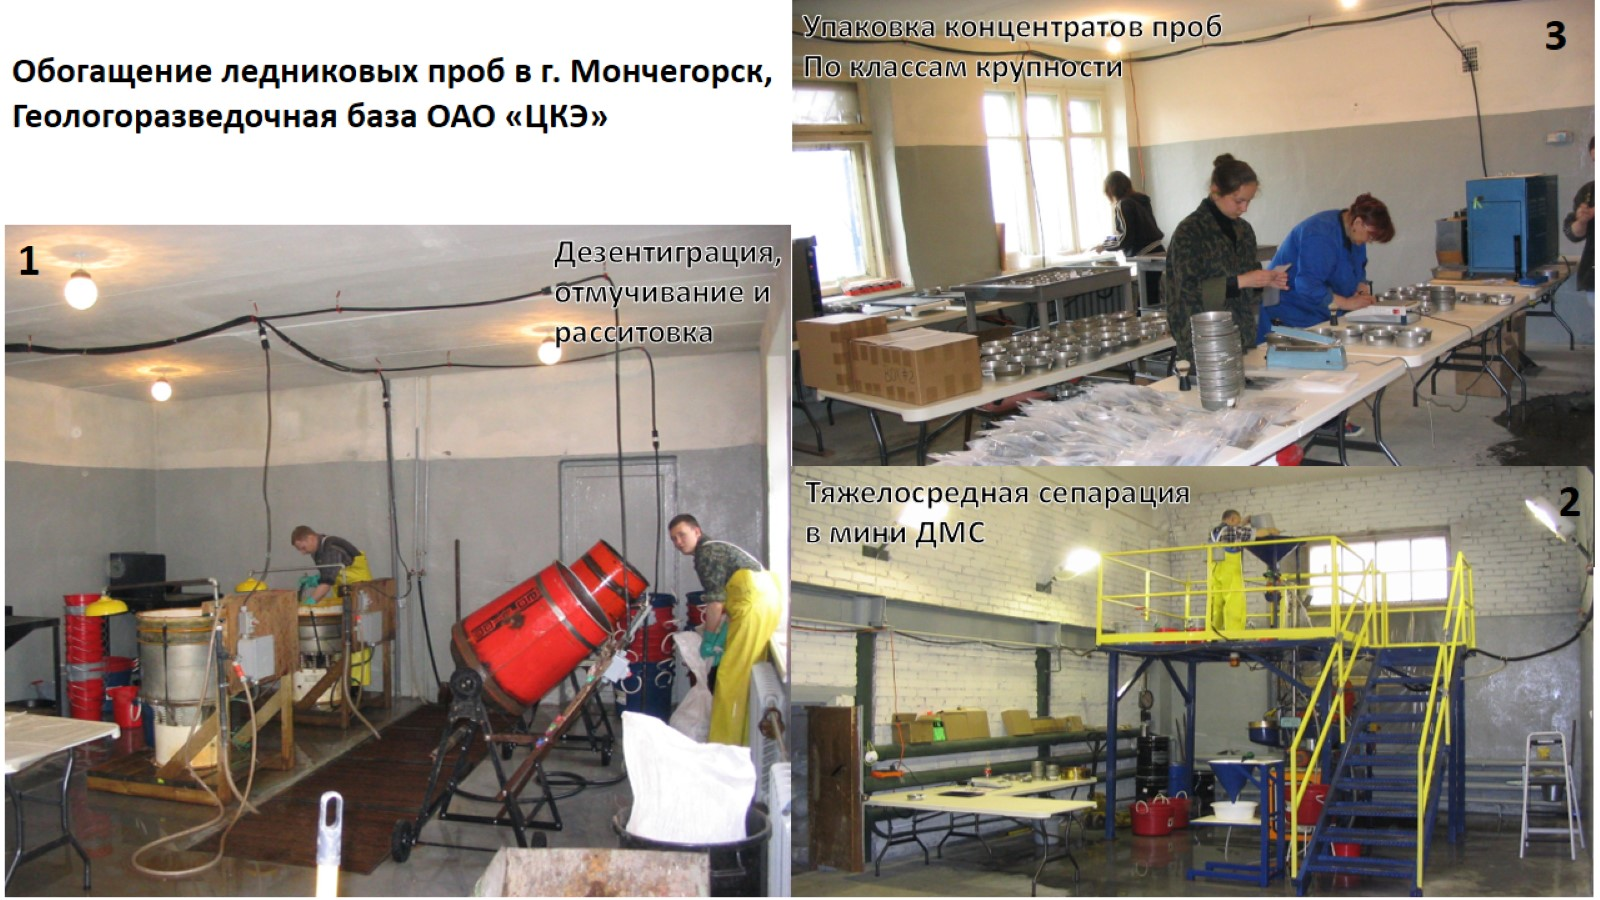 Обогащение ледниковых проб в г. Мончегорск,
Геологоразведочная база ОАО «ЦКЭ»
1
Дезентиграция,
отмучивание и
расситовка
Упаковка концентратов проб
По классам крупности
3
Тяжелосредная сепарация
в мини ДМС
2